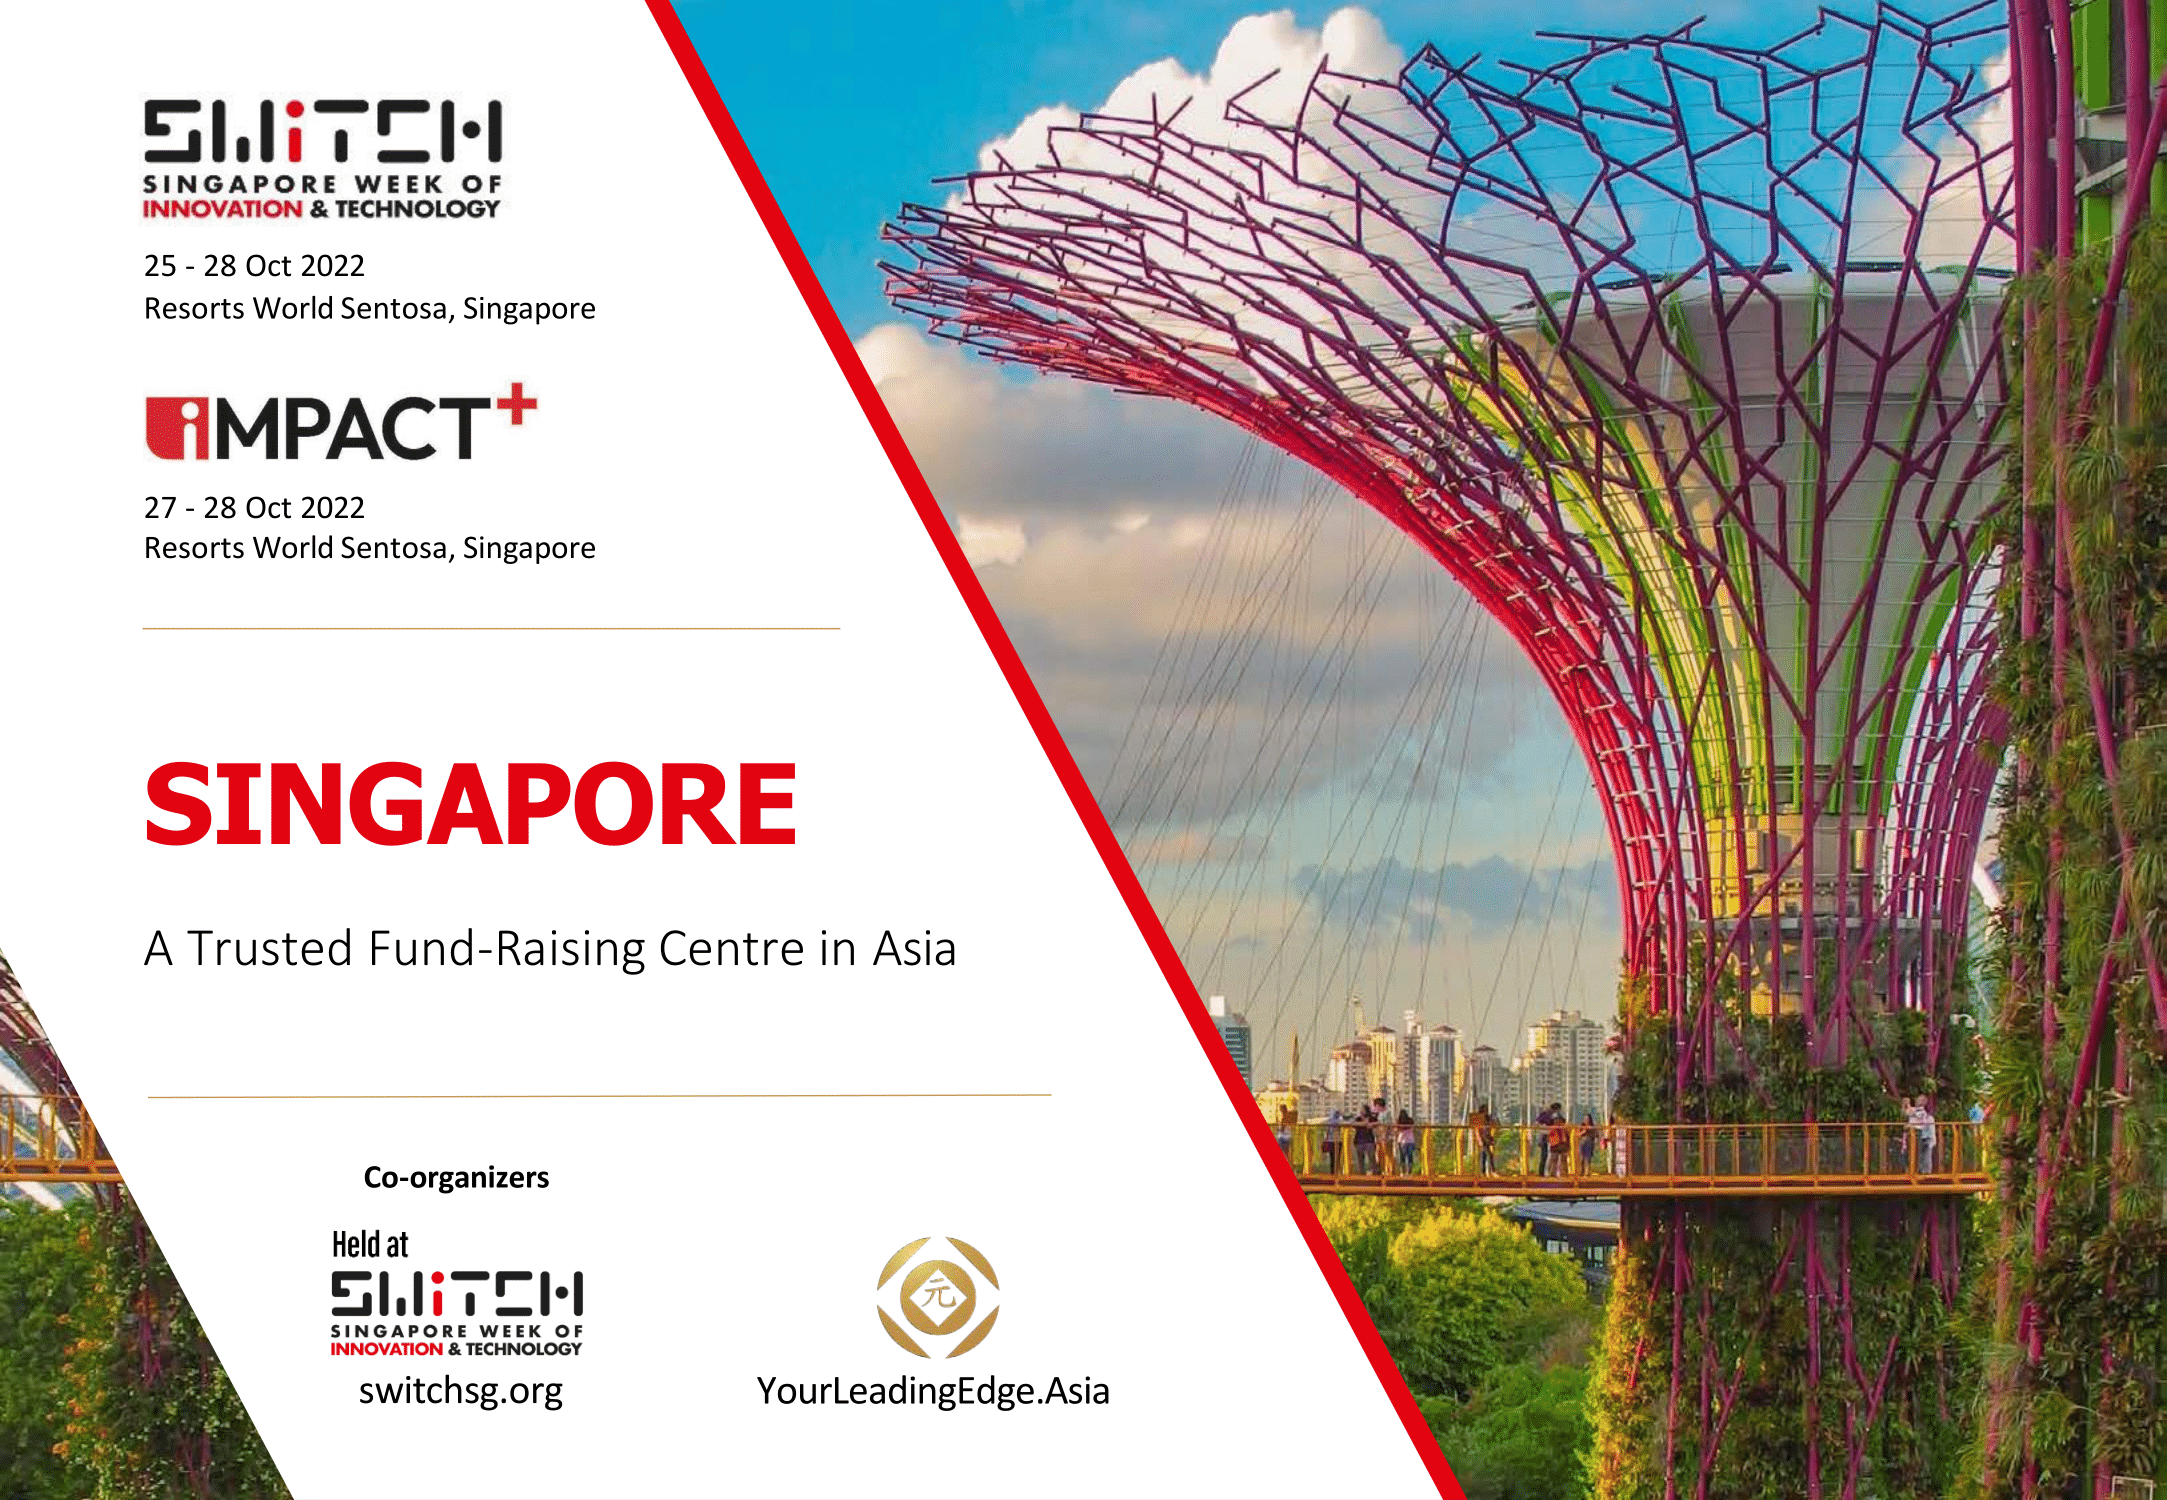 SWiTCH
SINGAPORE WEEK OF
INNOVATION & TECHNOLOGY
25 - 28 Oct 2022
Resorts World Sentosa, Singapore
iMPACT+
27 - 28 Oct 2022
Resorts World Sentosa, Singapore
SINGAPORE
A Trusted Fund-Raising Centre in Asia
Co-organizers
Held at
SWiTCH
SINGAPORE WEEK OF
INNOVATION & TECHNOLOGY
switchsg.org
元
YourLeadingEdge.Asia